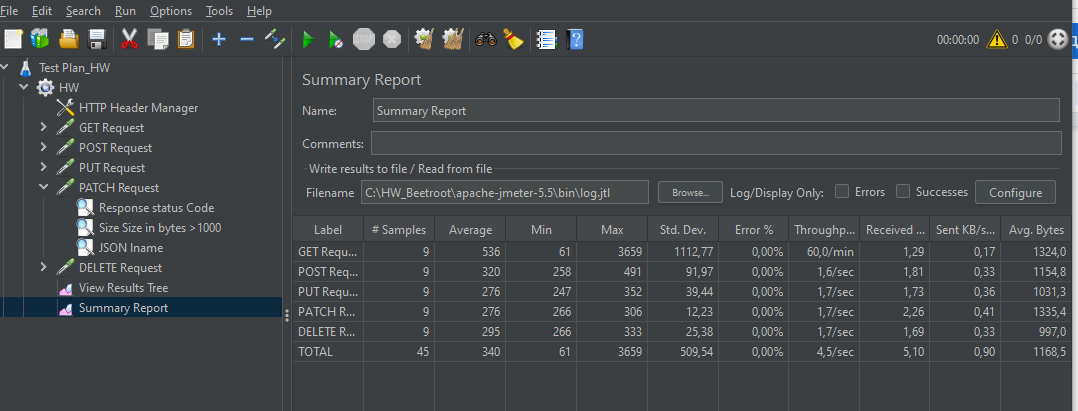 File Edit Search Run Options Tools Help
00:00:00 0 0/0
Test Plan_HW
HW
HTTP Header Manager
GET Request
POST Request
PUT Request
PATCH Request
Response status Code
Size Size in bytes >1000
JSON lname
DELETE Request
View Results Tree
Summary Report
Summary Report
Name: Summary Report
Comments:
Write results to file / Read from file
Filename C:\HW_Beetroot\apache-jmeter-5.5\bin\log.jtl Browse... Log/Display Only: Errors Successes Configure
Label # Samples Average Min Max Std. Dev. Error % Throughp... Received ... Sent KB/s... Avg. Bytes
GET Requ... 9 536 61 3659 1112,77 0,00% 60,0/min 1,29 0,17 1324,0
POST Req... 9 320 258 491 91,97 0,00% 1,6/sec 1,81 0,33 1154,8
PUT Requ... 9 276 247 352 39,44 0,00% 1,7/sec 1,73 0,36 1031,3
PATCH R... 9 276 266 306 12,23 0,00% 1,7/sec 2,26 0,41 1335,4
DELETE R... 9 295 266 333 25,38 0,00% 1,7/sec 1,69 0,33 997,0
TOTAL 45 340 61 3659 509,54 0,00% 4,5/sec 5,10 0,90 1168,5